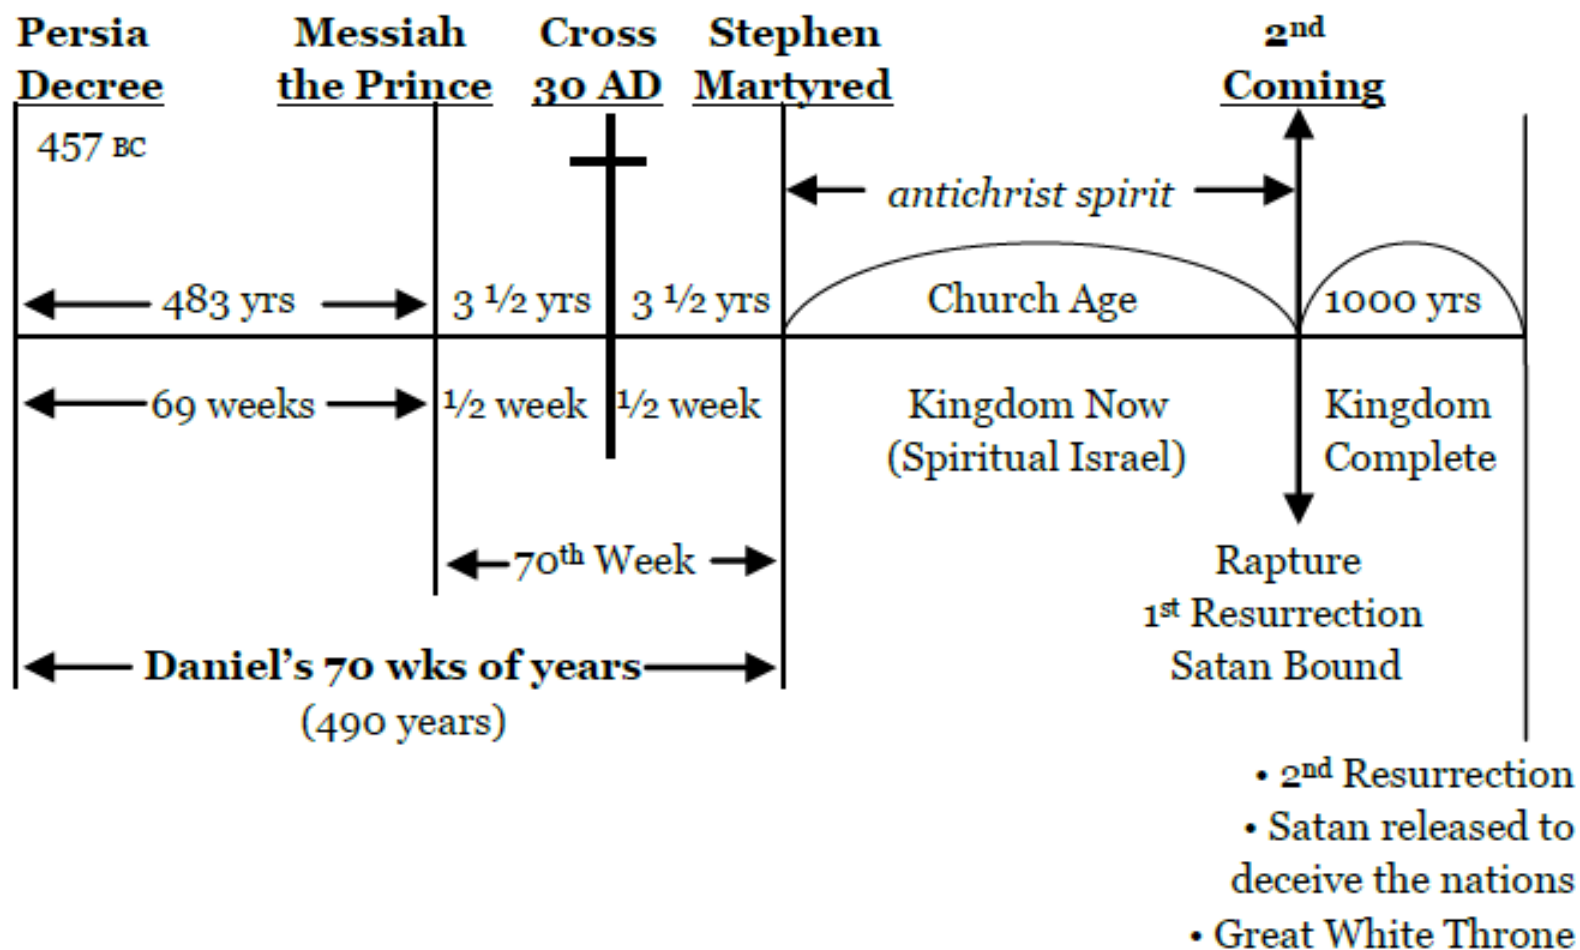 Persia
Decree
Messiah
the Prince
Cross
30 AD
Stephen
Martyred
2nd
Coming
457 BC
antichrist spirit
483 yrs
3 ½ yrs
3 ½ yrs
Church Age
1000 yrs
69 weeks
½ week
½ week
Kingdom Now
(Spiritual Israel)
Kingdom
Complete
70th Week
Rapture
1st Resurrection
Satan Bound
Daniel’s 70 wks of years
(490 years)
• 2nd Resurrection
• Satan released to
deceive the nations
• Great White Throne